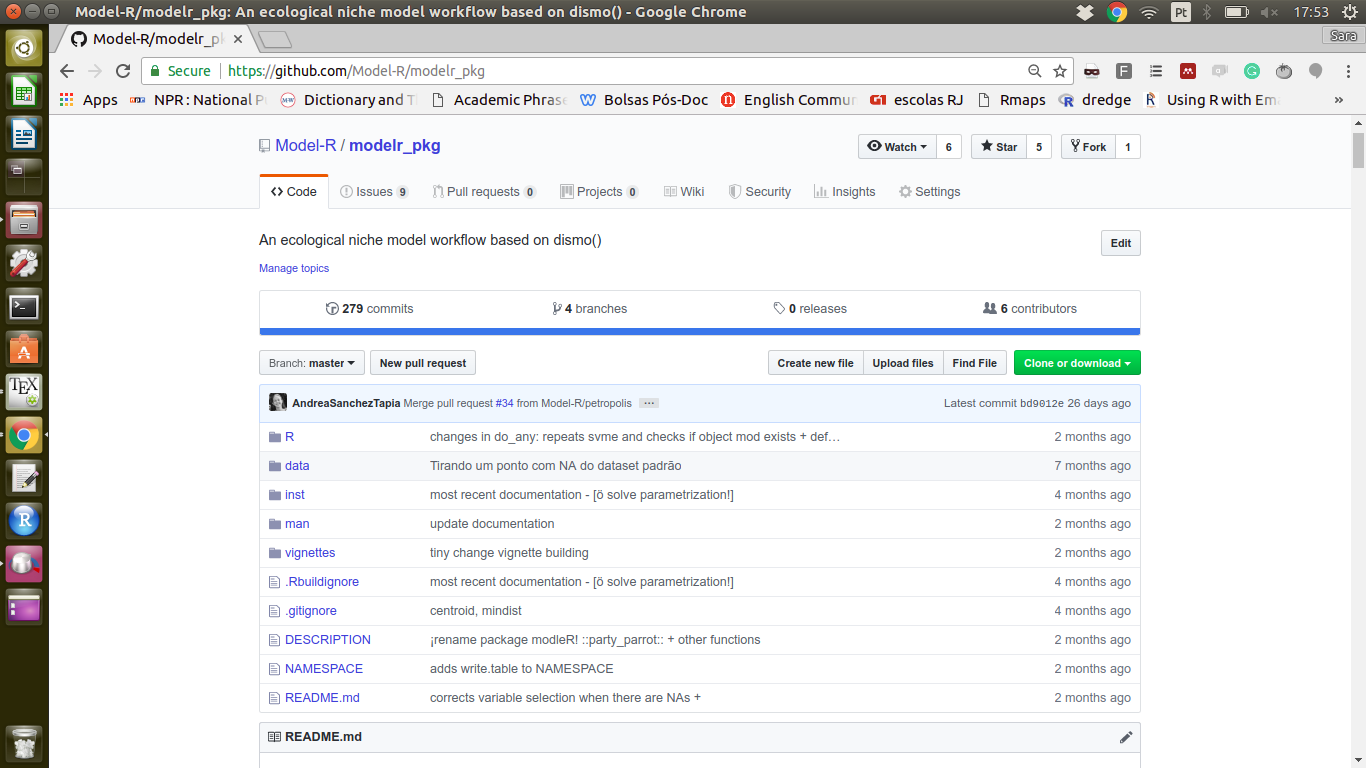 Model-R/modelr_pkg: An ecological niche model workflow based on dismo() - Google Chrome
Pt
17:53
Model-R/modelr_pk
Sara
Secure
https://github.com/Model-R/modelr_pkg
Apps
NPR : National P
Dictionary and T
Academic Phrase
Bolsas Pós-Doc
English Commur
escolas RJ
Rmaps
dredge
Using R with Ema
»
Model-R / modelr_pkg
Watch 6
Star 5
Fork 1
Code
Issues 9
Pull requests 0
Projects 0
Wiki
Security
Insights
Settings
An ecological niche model workflow based on dismo()
Edit
Manage topics
279 commits
4 branches
0 releases
6 contributors
Branch: master
New pull request
Create new file
Upload files
Find File
Clone or download
AndreaSanchezTapia Merge pull request #34 from Model-R/petropolis ...
Latest commit bd9012e 26 days ago
R changes in do_any: repeats svme and checks if object mod exists + def… 2 months ago
data Tirando um ponto com NA do dataset padrão 7 months ago
inst most recent documentation - [ö solve parametrization!] 4 months ago
man update documentation 2 months ago
vignettes tiny change vignette building 2 months ago
.Rbuildignore most recent documentation - [ö solve parametrization!] 4 months ago
.gitignore centroid, mindist 4 months ago
DESCRIPTION ¡rename package modleR! ::party_parrot:: + other functions 2 months ago
NAMESPACE adds write.table to NAMESPACE 2 months ago
README.md corrects variable selection when there are NAs + 2 months ago
README.md